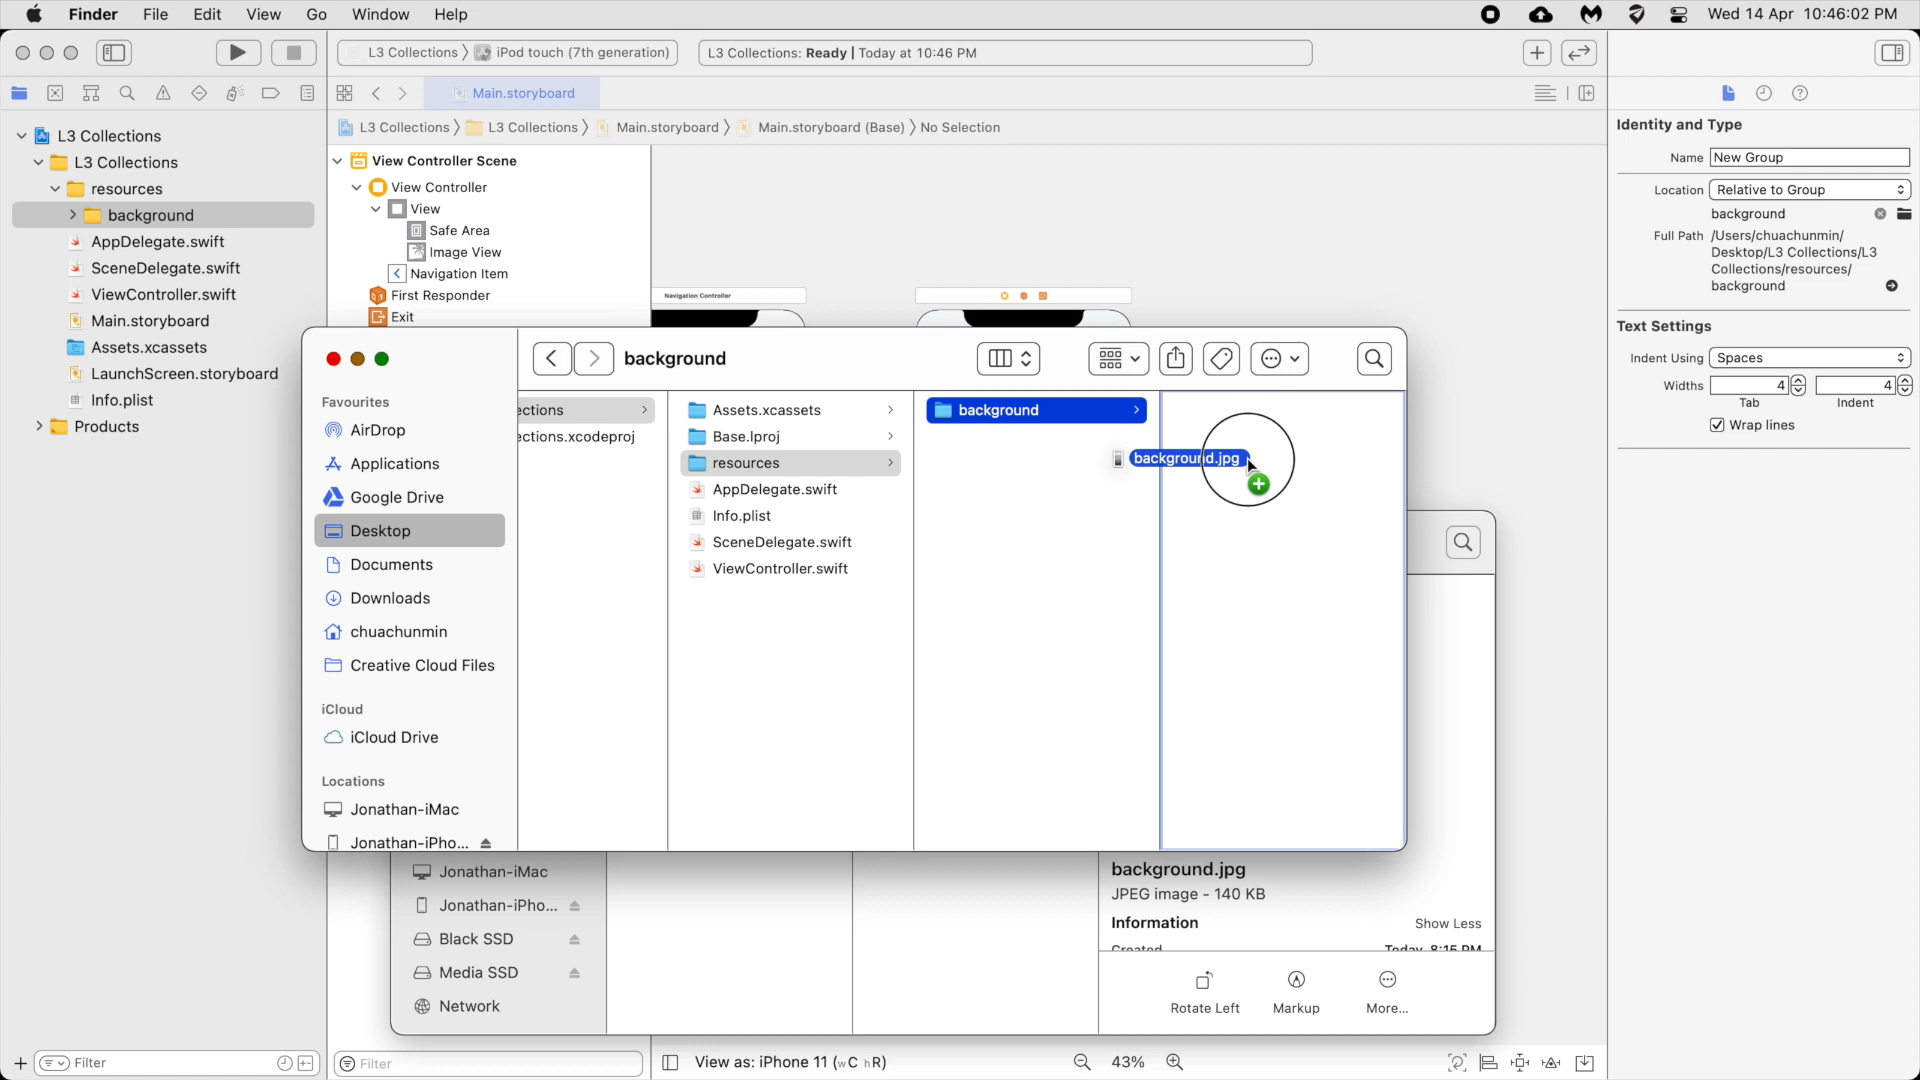 Finder File Edit View Go Window Help
Wed 14 Apr 10:46:02 PM
L3 Collections iPod touch (7th generation)
L3 Collections: Ready | Today at 10:46 PM
Main.storyboard
L3 Collections L3 Collections Main.storyboard Main.storyboard (Base) No Selection
L3 Collections
L3 Collections
resources
background
AppDelegate.swift
SceneDelegate.swift
ViewController.swift
Main.storyboard
Assets.xcassets
LaunchScreen.storyboard
Info.plist
Products
Filter
View Controller Scene
View Controller
View
Safe Area
Image View
Navigation Item
First Responder
Exit
Navigation Controller
background
Favourites
AirDrop
Applications
Google Drive
Desktop
Documents
Downloads
chuachunmin
Creative Cloud Files
iCloud
iCloud Drive
Locations
Jonathan-iMac
Jonathan-iPho...
ections
ections.xcodeproj
Assets.xcassets
Base.lproj
resources
AppDelegate.swift
Info.plist
SceneDelegate.swift
ViewController.swift
background
background.jpg
Jonathan-iMac
Jonathan-iPho...
Black SSD
Media SSD
Network
background.jpg
JPEG image - 140 KB
Information Show Less
Created Today, 8:15 PM
Rotate Left Markup More...
Filter
View as: iPhone 11 (wC hR)
43%
Identity and Type
Name New Group
Location Relative to Group
background
Full Path /Users/chuachunmin/
Desktop/L3 Collections/L3
Collections/resources/
background
Text Settings
Indent Using Spaces
Widths 4 4
Tab Indent
Wrap lines